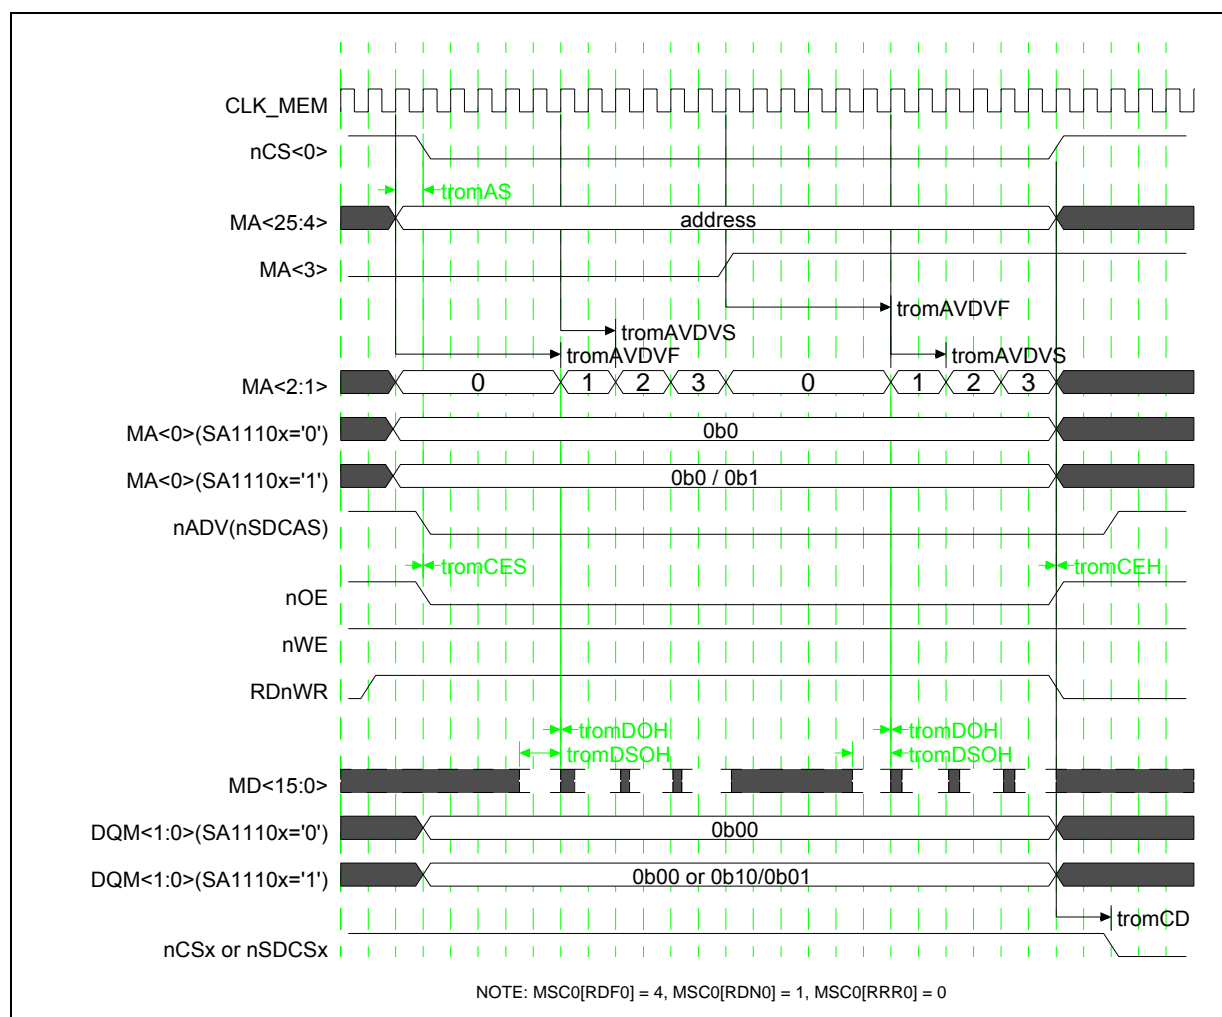 CLK_MEM
nCS<0>
tromAS
MA<25:4>
address
MA<3>
tromAVDVF
tromAVDVS
tromAVDVF
tromAVDVS
MA<2:1>
0 1 2 3 0 1 2 3
MA<0>(SA1110x='0')
0b0
MA<0>(SA1110x='1')
0b0 / 0b1
nADV(nSDCAS)
tromCES
tromCEH
nOE
nWE
RDnWR
tromDOH
tromDOH
tromDSOH
tromDSOH
MD<15:0>
DQM<1:0>(SA1110x='0')
0b00
DQM<1:0>(SA1110x='1')
0b00 or 0b10/0b01
tromCD
nCSx or nSDCSx
NOTE: MSC0[RDF0] = 4, MSC0[RDN0] = 1, MSC0[RRR0] = 0